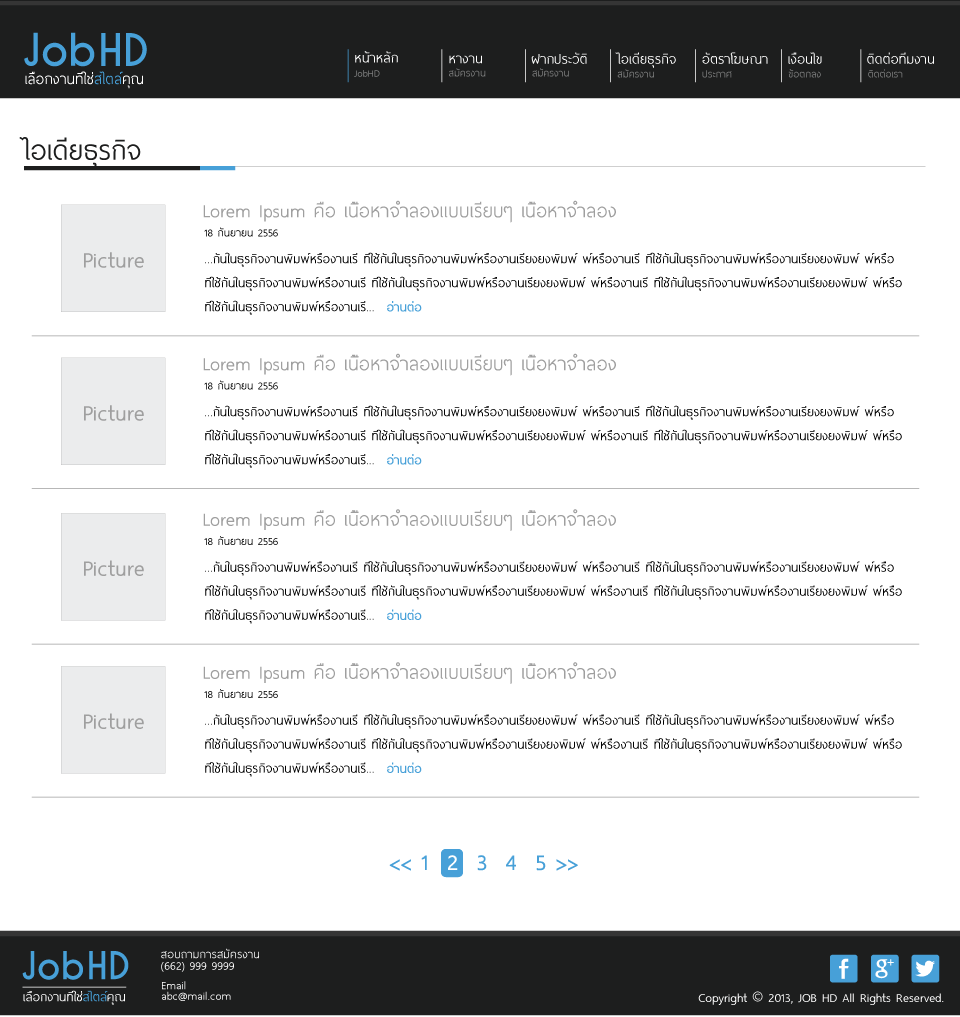 JobHD
เลือกงานที่ใช่สไตล์คุณ
หน้าหลัก
JobHD
หางาน
สมัครงาน
ฝากประวัติ
สมัครงาน
ไอเดียธุรกิจ
สมัครงาน
อัตราโฆษณา
ประกาศ
เงื่อนไข
ข้อตกลง
ติดต่อทีมงาน
ติดต่อเรา
ไอเดียธุรกิจ
Picture
Lorem Ipsum คือ เนื้อหาจำลองแบบเรียบๆ เนื้อหาจำลอง
18 กันยายน 2556
...กันในธุรกิจงานพิมพ์หรืองานเรี ที่ใช้กันในธุรกิจงานพิมพ์หรืองานเรียงยงพิมพ์ พ์หรืองานเรี ที่ใช้กันในธุรกิจงานพิมพ์หรืองานเรียงยงพิมพ์ พ์หรือ
ที่ใช้กันในธุรกิจงานพิมพ์หรืองานเรี ที่ใช้กันในธุรกิจงานพิมพ์หรืองานเรียงยงพิมพ์ พ์หรืองานเรี ที่ใช้กันในธุรกิจงานพิมพ์หรืองานเรียงยงพิมพ์ พ์หรือ
ที่ใช้กันในธุรกิจงานพิมพ์หรืองานเรี... อ่านต่อ
Picture
Lorem Ipsum คือ เนื้อหาจำลองแบบเรียบๆ เนื้อหาจำลอง
18 กันยายน 2556
...กันในธุรกิจงานพิมพ์หรืองานเรี ที่ใช้กันในธุรกิจงานพิมพ์หรืองานเรียงยงพิมพ์ พ์หรืองานเรี ที่ใช้กันในธุรกิจงานพิมพ์หรืองานเรียงยงพิมพ์ พ์หรือ
ที่ใช้กันในธุรกิจงานพิมพ์หรืองานเรี ที่ใช้กันในธุรกิจงานพิมพ์หรืองานเรียงยงพิมพ์ พ์หรืองานเรี ที่ใช้กันในธุรกิจงานพิมพ์หรืองานเรียงยงพิมพ์ พ์หรือ
ที่ใช้กันในธุรกิจงานพิมพ์หรืองานเรี... อ่านต่อ
Picture
Lorem Ipsum คือ เนื้อหาจำลองแบบเรียบๆ เนื้อหาจำลอง
18 กันยายน 2556
...กันในธุรกิจงานพิมพ์หรืองานเรี ที่ใช้กันในธุรกิจงานพิมพ์หรืองานเรียงยงพิมพ์ พ์หรืองานเรี ที่ใช้กันในธุรกิจงานพิมพ์หรืองานเรียงยงพิมพ์ พ์หรือ
ที่ใช้กันในธุรกิจงานพิมพ์หรืองานเรี ที่ใช้กันในธุรกิจงานพิมพ์หรืองานเรียงยงพิมพ์ พ์หรืองานเรี ที่ใช้กันในธุรกิจงานพิมพ์หรืองานเรียงยงพิมพ์ พ์หรือ
ที่ใช้กันในธุรกิจงานพิมพ์หรืองานเรี... อ่านต่อ
Picture
Lorem Ipsum คือ เนื้อหาจำลองแบบเรียบๆ เนื้อหาจำลอง
18 กันยายน 2556
...กันในธุรกิจงานพิมพ์หรืองานเรี ที่ใช้กันในธุรกิจงานพิมพ์หรืองานเรียงยงพิมพ์ พ์หรืองานเรี ที่ใช้กันในธุรกิจงานพิมพ์หรืองานเรียงยงพิมพ์ พ์หรือ
ที่ใช้กันในธุรกิจงานพิมพ์หรืองานเรี ที่ใช้กันในธุรกิจงานพิมพ์หรืองานเรียงยงพิมพ์ พ์หรืองานเรี ที่ใช้กันในธุรกิจงานพิมพ์หรืองานเรียงยงพิมพ์ พ์หรือ
ที่ใช้กันในธุรกิจงานพิมพ์หรืองานเรี... อ่านต่อ
<< 1 2 3 4 5 >>
JobHD
เลือกงานที่ใช่สไตล์คุณ
สอบถามการสมัครงาน
(662) 999 9999
Email
abc@mail.com
f g+
Copyright © 2013, JOB HD All Rights Reserved.